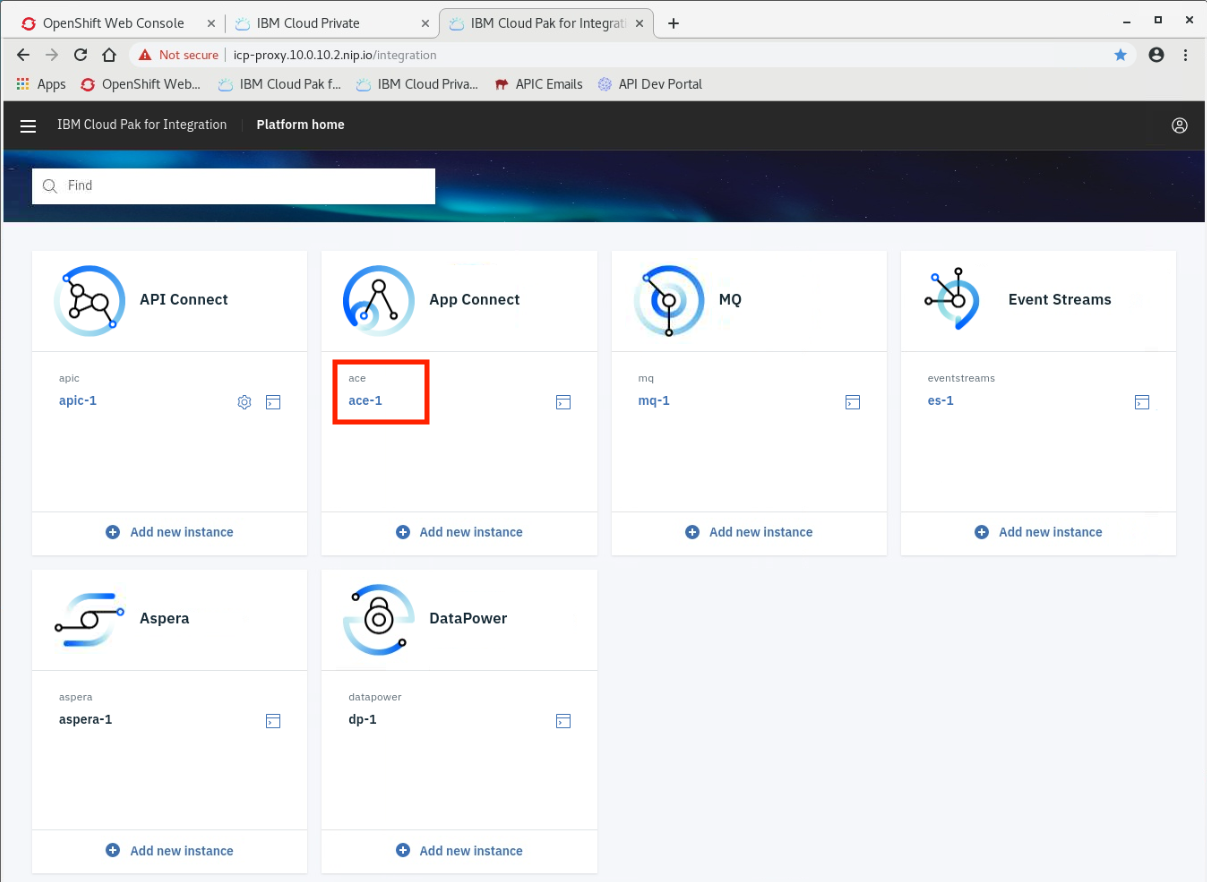 OpenShift Web Console
IBM Cloud Private
IBM Cloud Pak for Integrati
Not secure
icp-proxy.10.0.10.2.nip.io/integration
Apps
OpenShift Web...
IBM Cloud Pak f...
IBM Cloud Priva...
APIC Emails
API Dev Portal
IBM Cloud Pak for Integration
Platform home
Find
API Connect
App Connect
MQ
Event Streams
apic
apic-1
ace
ace-1
mq
mq-1
eventstreams
es-1
Add new instance
Add new instance
Add new instance
Add new instance
Aspera
DataPower
aspera
aspera-1
datapower
dp-1
Add new instance
Add new instance